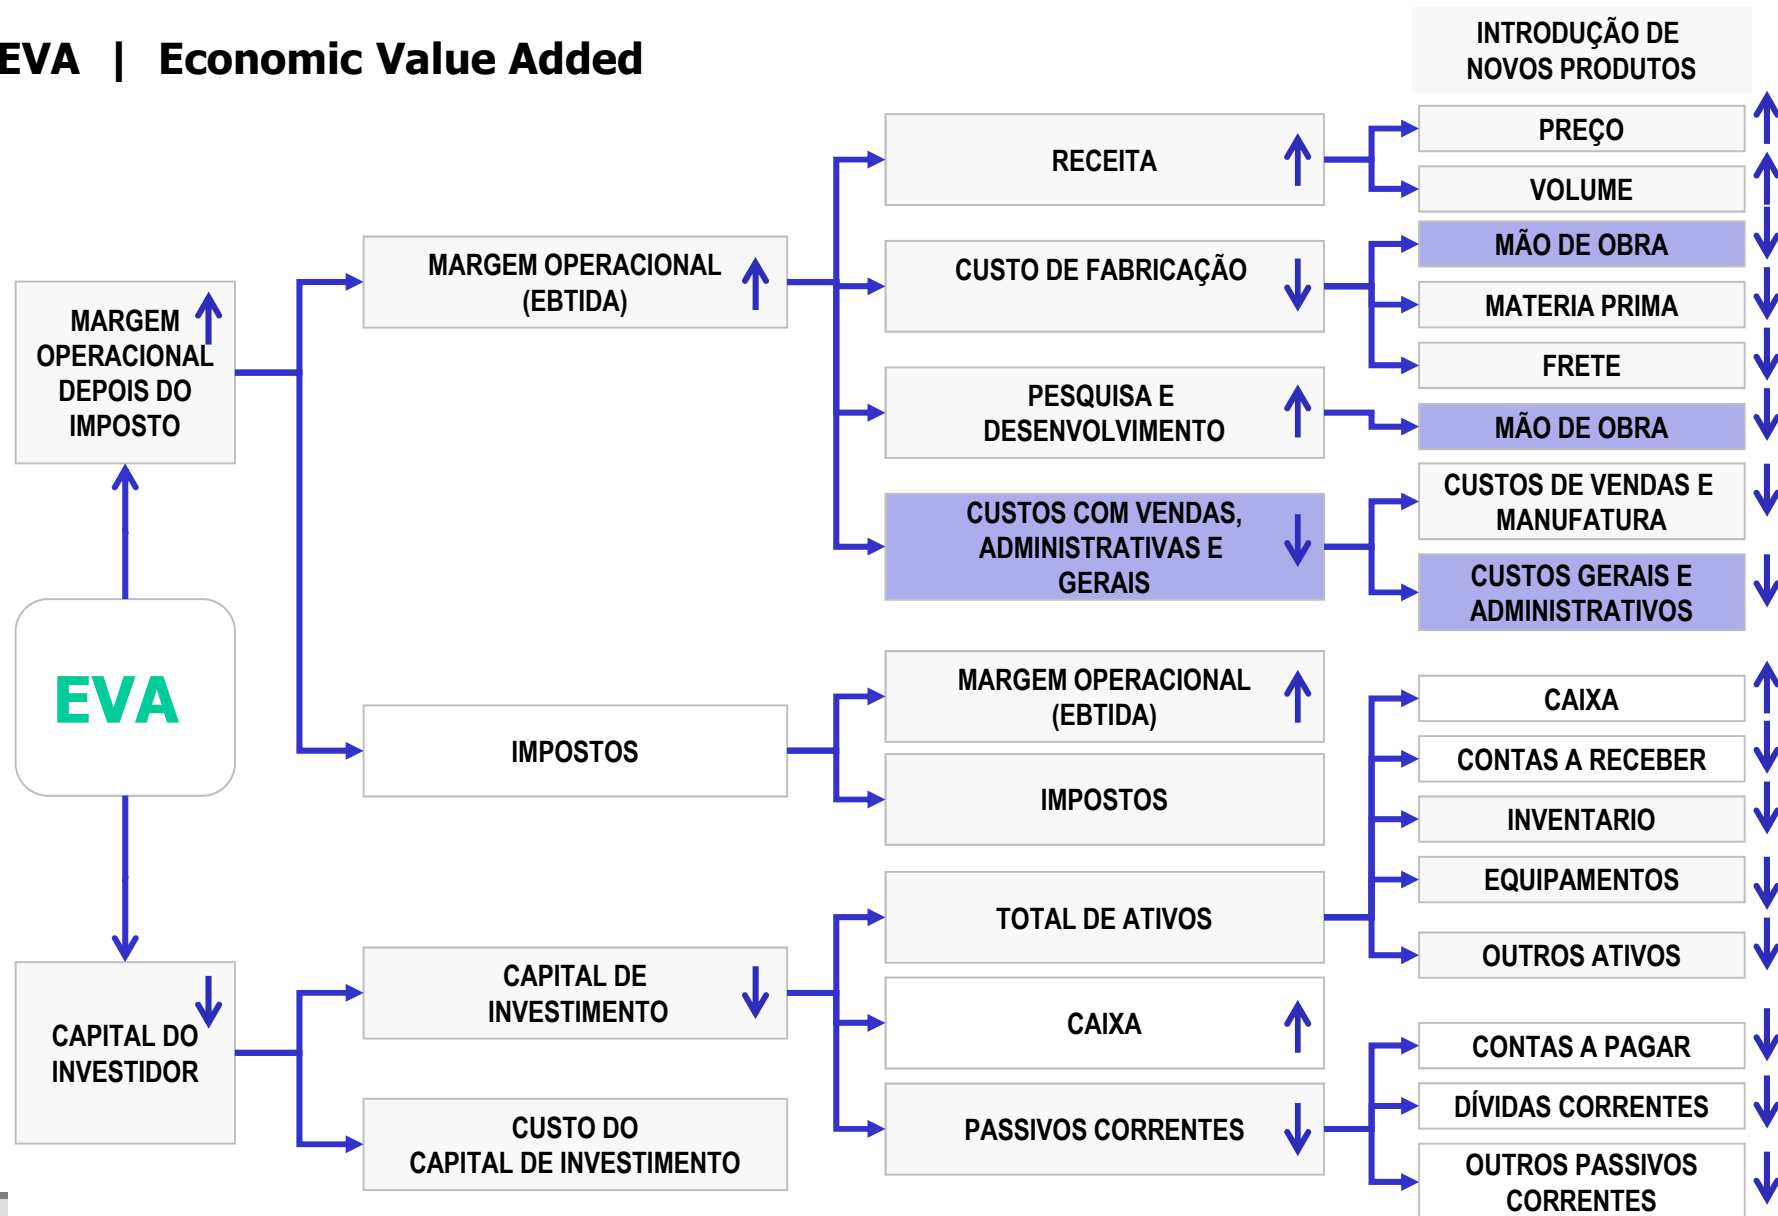 EVA | Economic Value Added
INTRODUÇÃO DE
NOVOS PRODUTOS
MARGEM
OPERACIONAL
DEPOIS DO
IMPOSTO
EVA
CAPITAL DO
INVESTIDOR
MARGEM OPERACIONAL
(EBTIDA)
IMPOSTOS
CAPITAL DE
INVESTIMENTO
CUSTO DO
CAPITAL DE INVESTIMENTO
RECEITA
CUSTO DE FABRICAÇÃO
PESQUISA E
DESENVOLVIMENTO
CUSTOS COM VENDAS,
ADMINISTRATIVAS E
GERAIS
MARGEM OPERACIONAL
(EBTIDA)
IMPOSTOS
TOTAL DE ATIVOS
CAIXA
PASSIVOS CORRENTES
PREÇO
VOLUME
MÃO DE OBRA
MATERIA PRIMA
FRETE
MÃO DE OBRA
CUSTOS DE VENDAS E
MANUFATURA
CUSTOS GERAIS E
ADMINISTRATIVOS
CAIXA
CONTAS A RECEBER
INVENTARIO
EQUIPAMENTOS
OUTROS ATIVOS
CONTAS A PAGAR
DÍVIDAS CORRENTES
OUTROS PASSIVOS
CORRENTES